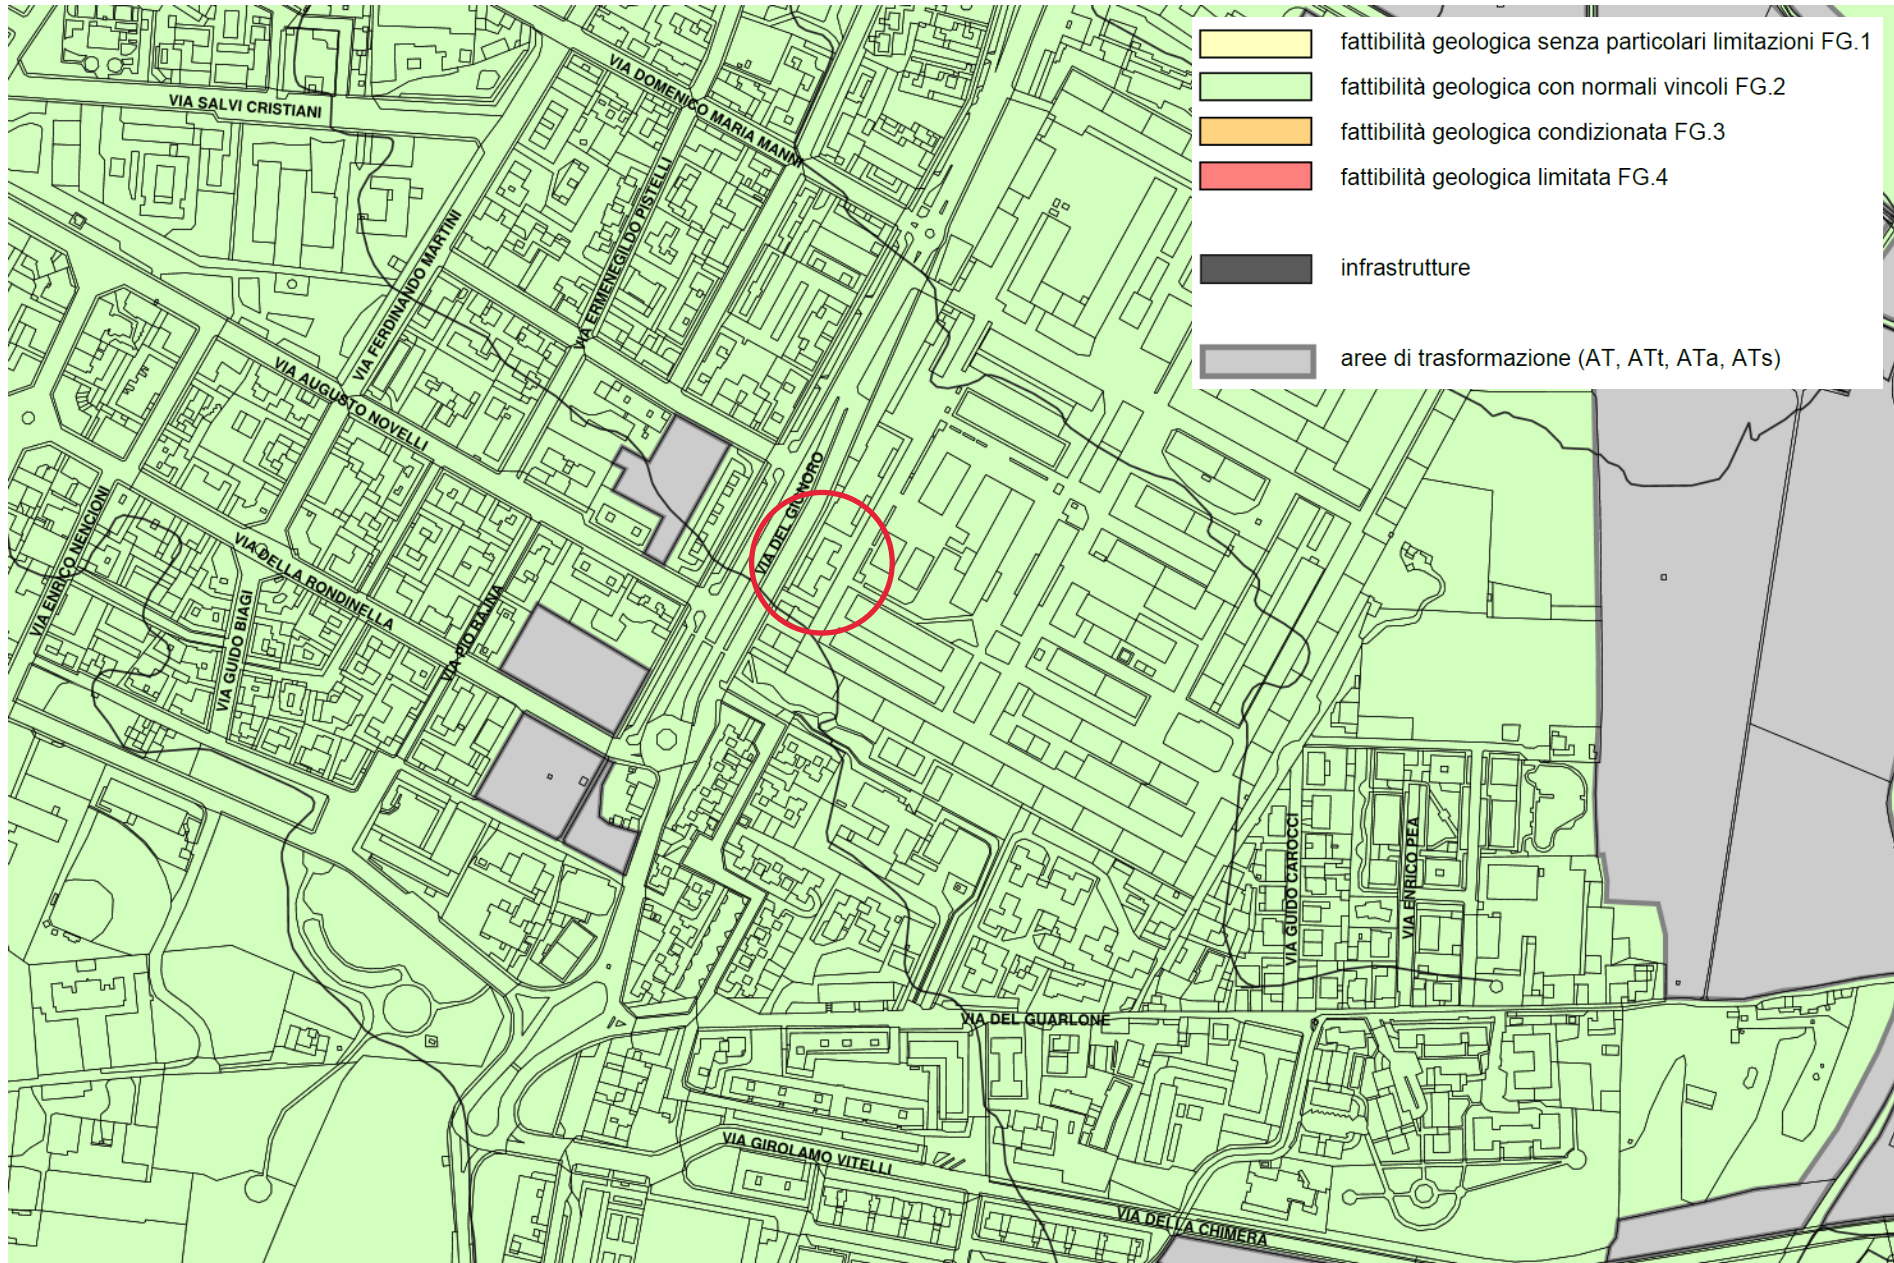 fattibilità geologica senza particolari limitazioni FG.1
fattibilità geologica con normali vincoli FG.2
fattibilità geologica condizionata FG.3
fattibilità geologica limitata FG.4
infrastrutture
aree di trasformazione (AT, ATt, ATa, ATs)
VIA DOMENICO MARIA MANNI
VIA SALVI CRISTIANI
VIA ERMENEGILDO PISTELLI
VIA FERDINANDO MARTINI
VIA AUGUSTO NOVELLI
VIA DEL GIGNORO
VIA ENRICO NENCIONI
VIA DELLA RONDINELLA
VIA GUIDO BIAGI
VIA PIO RAJNA
VIA GUIDO CAROCCI
VIA ENRICO PEA
VIA DEL GUARLONE
VIA GIROLAMO VITELLI
VIA DELLA CHIMERA